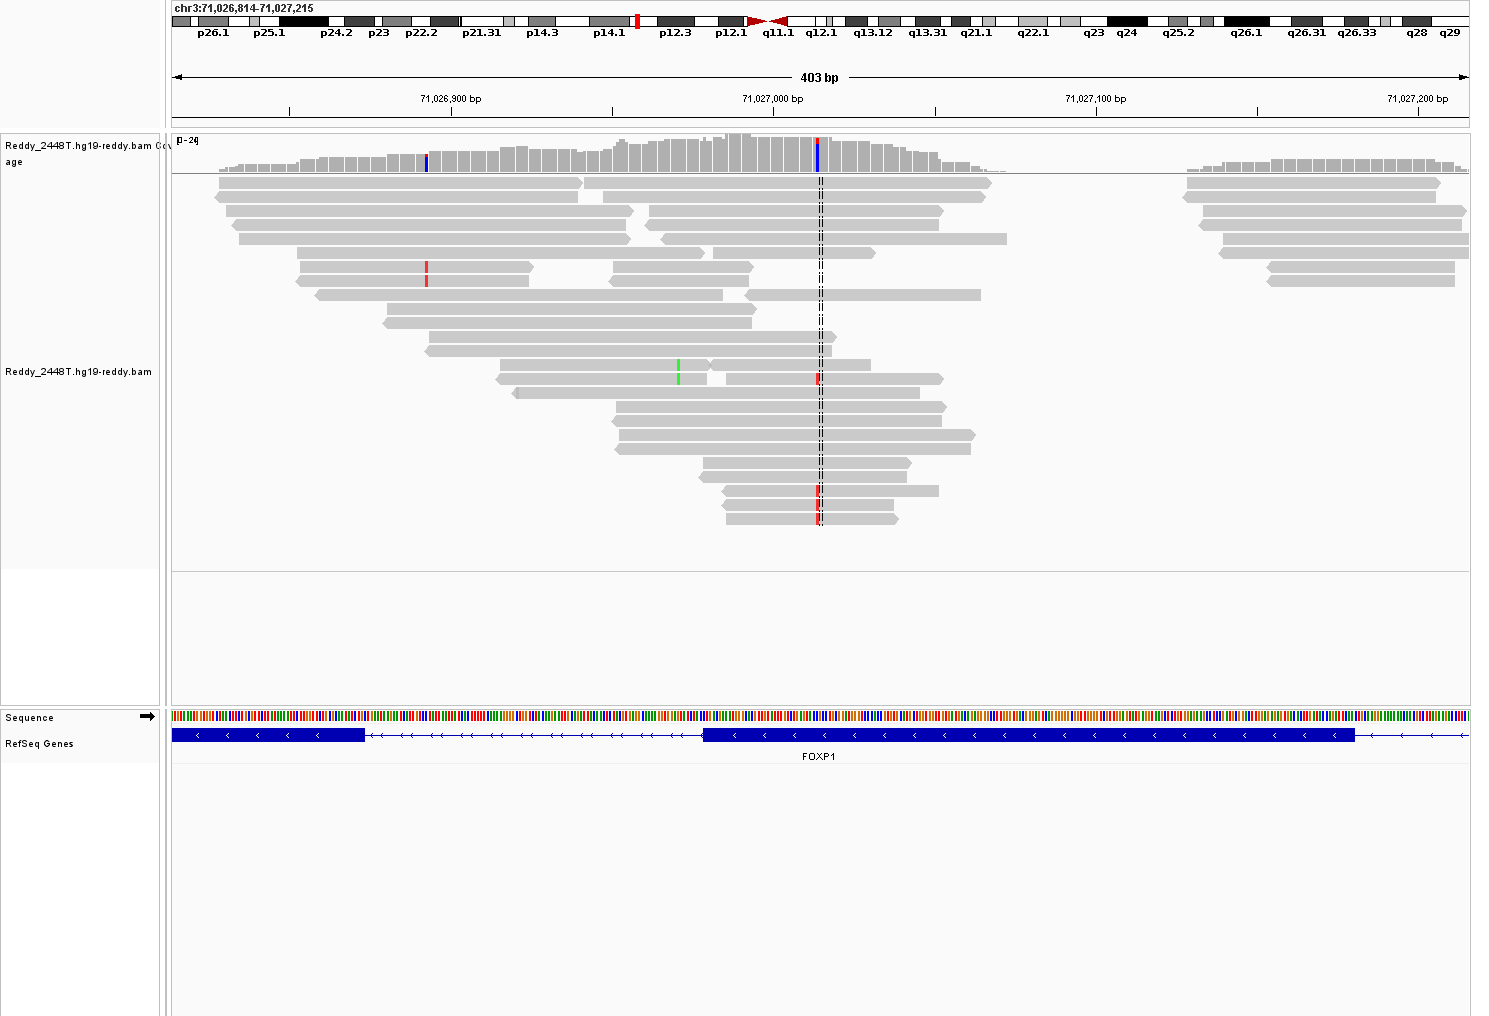 chr3:71,026,814-71,027,215
p26.1 p25.1 p24.2 p23 p22.2 p21.31 p14.3 p14.1 p12.3 p12.1 q11.1 q12.1 q13.12 q13.31 q21.1 q22.1 q23 q24 q25.2 q26.1 q26.31 q26.33 q28 q29
403 bp
71,026,900 bp 71,027,000 bp 71,027,100 bp 71,027,200 bp
Reddy_2448T.hg19-reddy.bam Cov
age
[0-24]
Reddy_2448T.hg19-reddy.bam
Sequence
RefSeq Genes
FOXP1